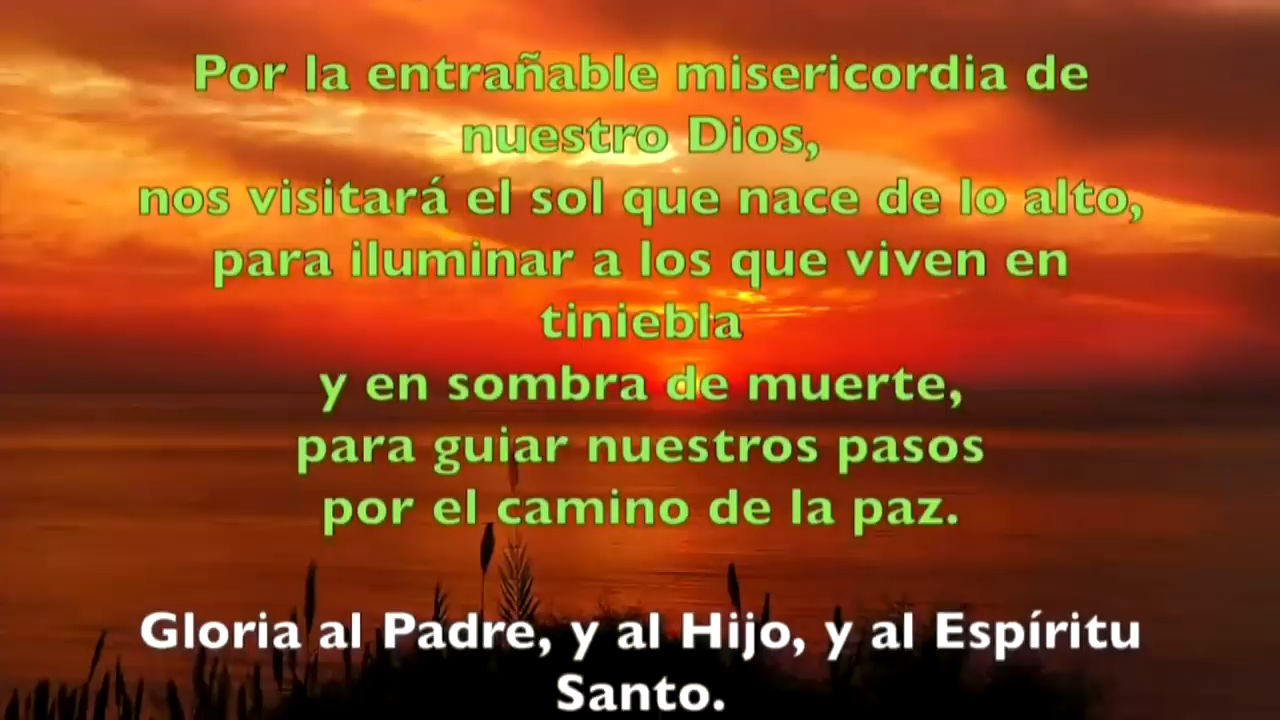 Por la entrañable misericordia de
nuestro Dios,
nos visitará el sol que nace de lo alto,
para iluminar a los que viven en
tiniebla
y en sombra de muerte,
para guiar nuestros pasos
por el camino de la paz.
Gloria al Padre, y al Hijo, y al Espíritu
Santo.